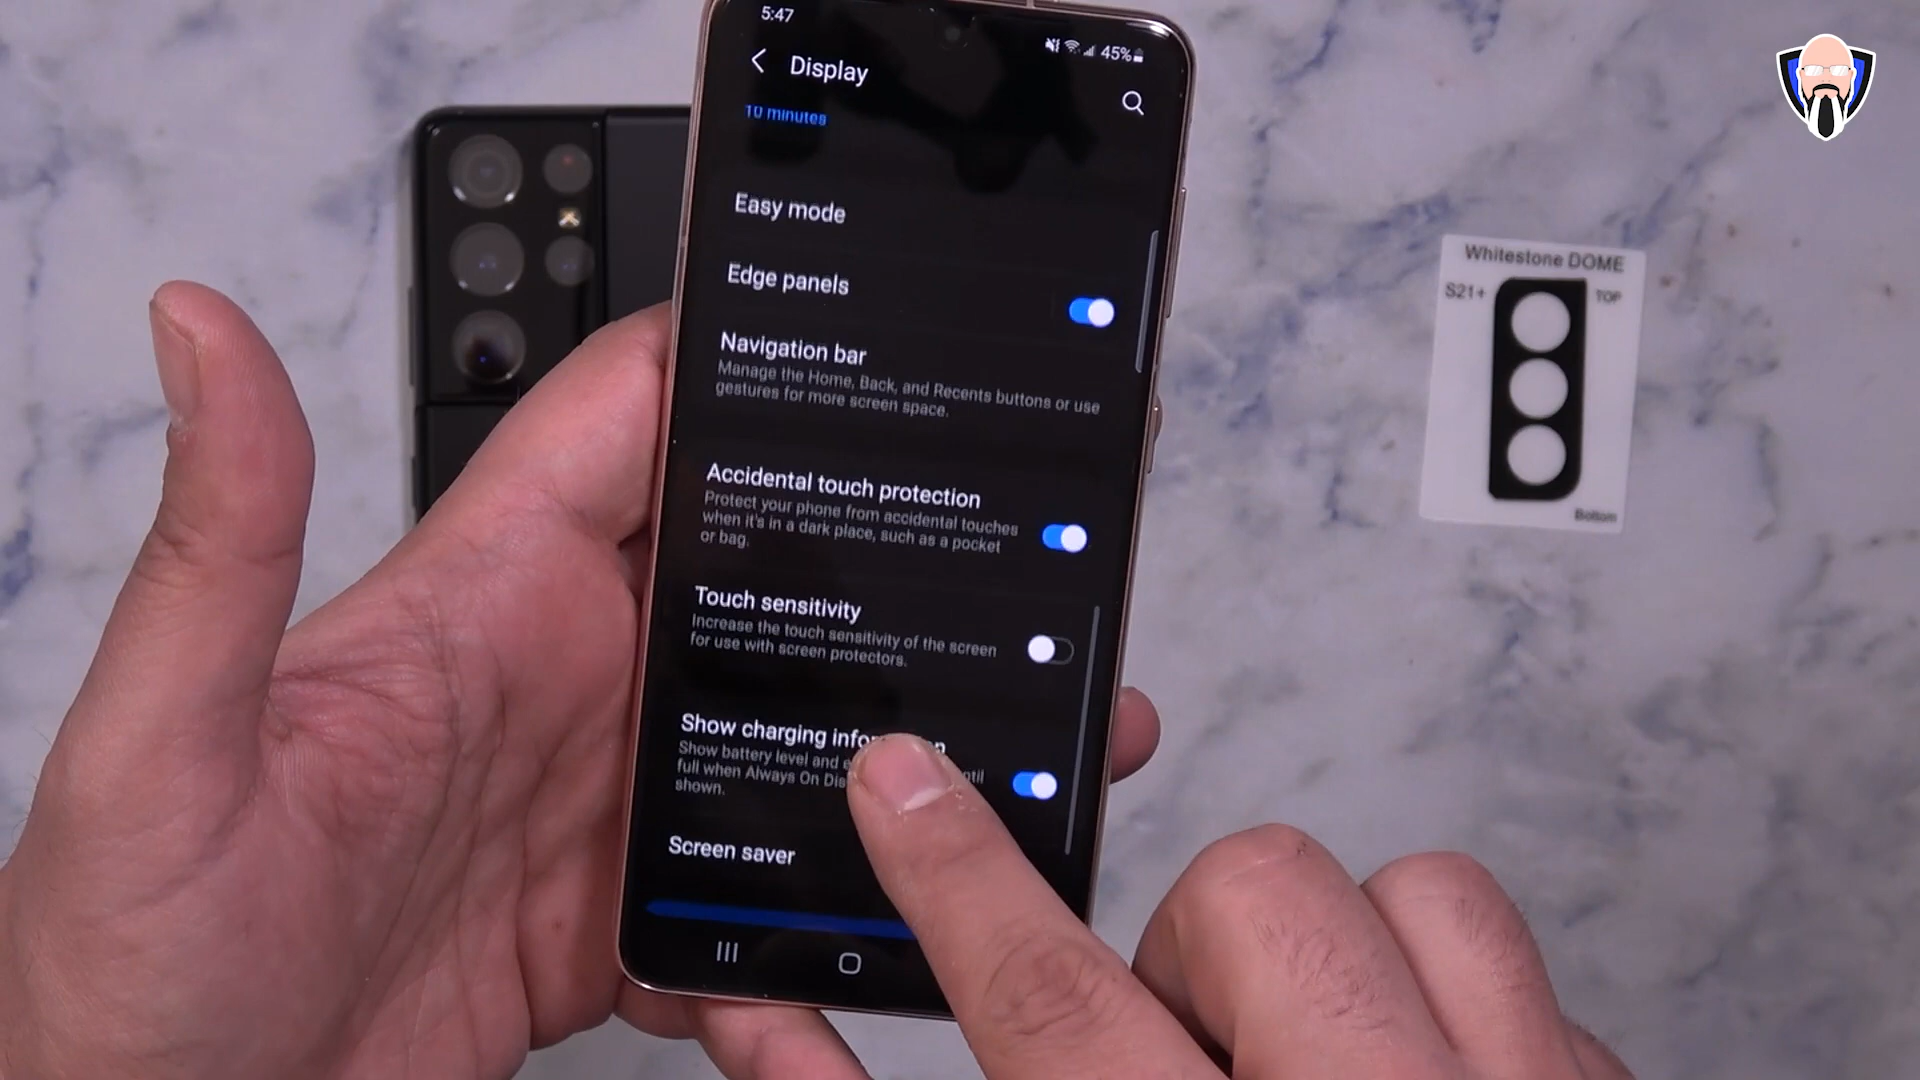 5:47
45%
Display
10 minutes
Easy mode
Edge panels
Navigation bar
Manage the Home, Back, and Recents buttons or use
gestures for more screen space.
Accidental touch protection
Protect your phone from accidental touches
when it's in a dark place, such as a pocket
or bag.
Touch sensitivity
Increase the touch sensitivity of the screen
for use with screen protectors.
Show charging
Show battery level and
full when Always On
shown.
Screen saver
Whitestone DOME
S21+
TOP
Bottom